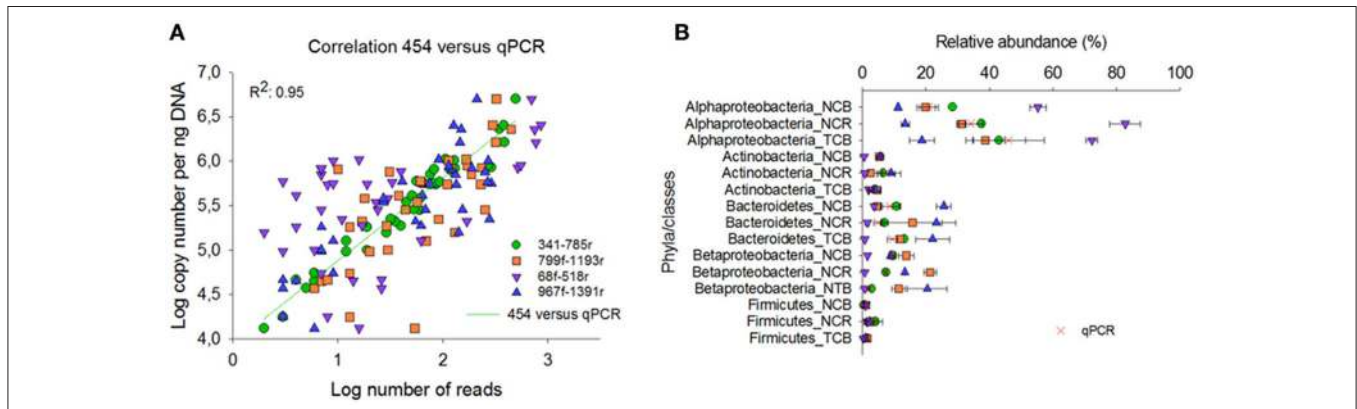 A
Correlation 454 versus qPCR
R2: 0.95
Log copy number per ng DNA
7,0
6,5
6,0
5,5
5,0
4,5
4,0
0
1
2
3
Log number of reads
341-785r
799f-1193r
68f-518r
967f-1391r
454 versus qPCR
B
Relative abundance (%)
0 20 40 60 80 100
Phyla/classes
Alphaproteobacteria_NCB
Alphaproteobacteria_NCR
Alphaproteobacteria_TCB
Actinobacteria_NCB
Actinobacteria_NCR
Actinobacteria_TCB
Bacteroidetes_NCB
Bacteroidetes_NCR
Bacteroidetes_TCB
Betaproteobacteria_NCB
Betaproteobacteria_NCR
Betaproteobacteria_NTB
Firmicutes_NCB
Firmicutes_NCR
Firmicutes_TCB
qPCR